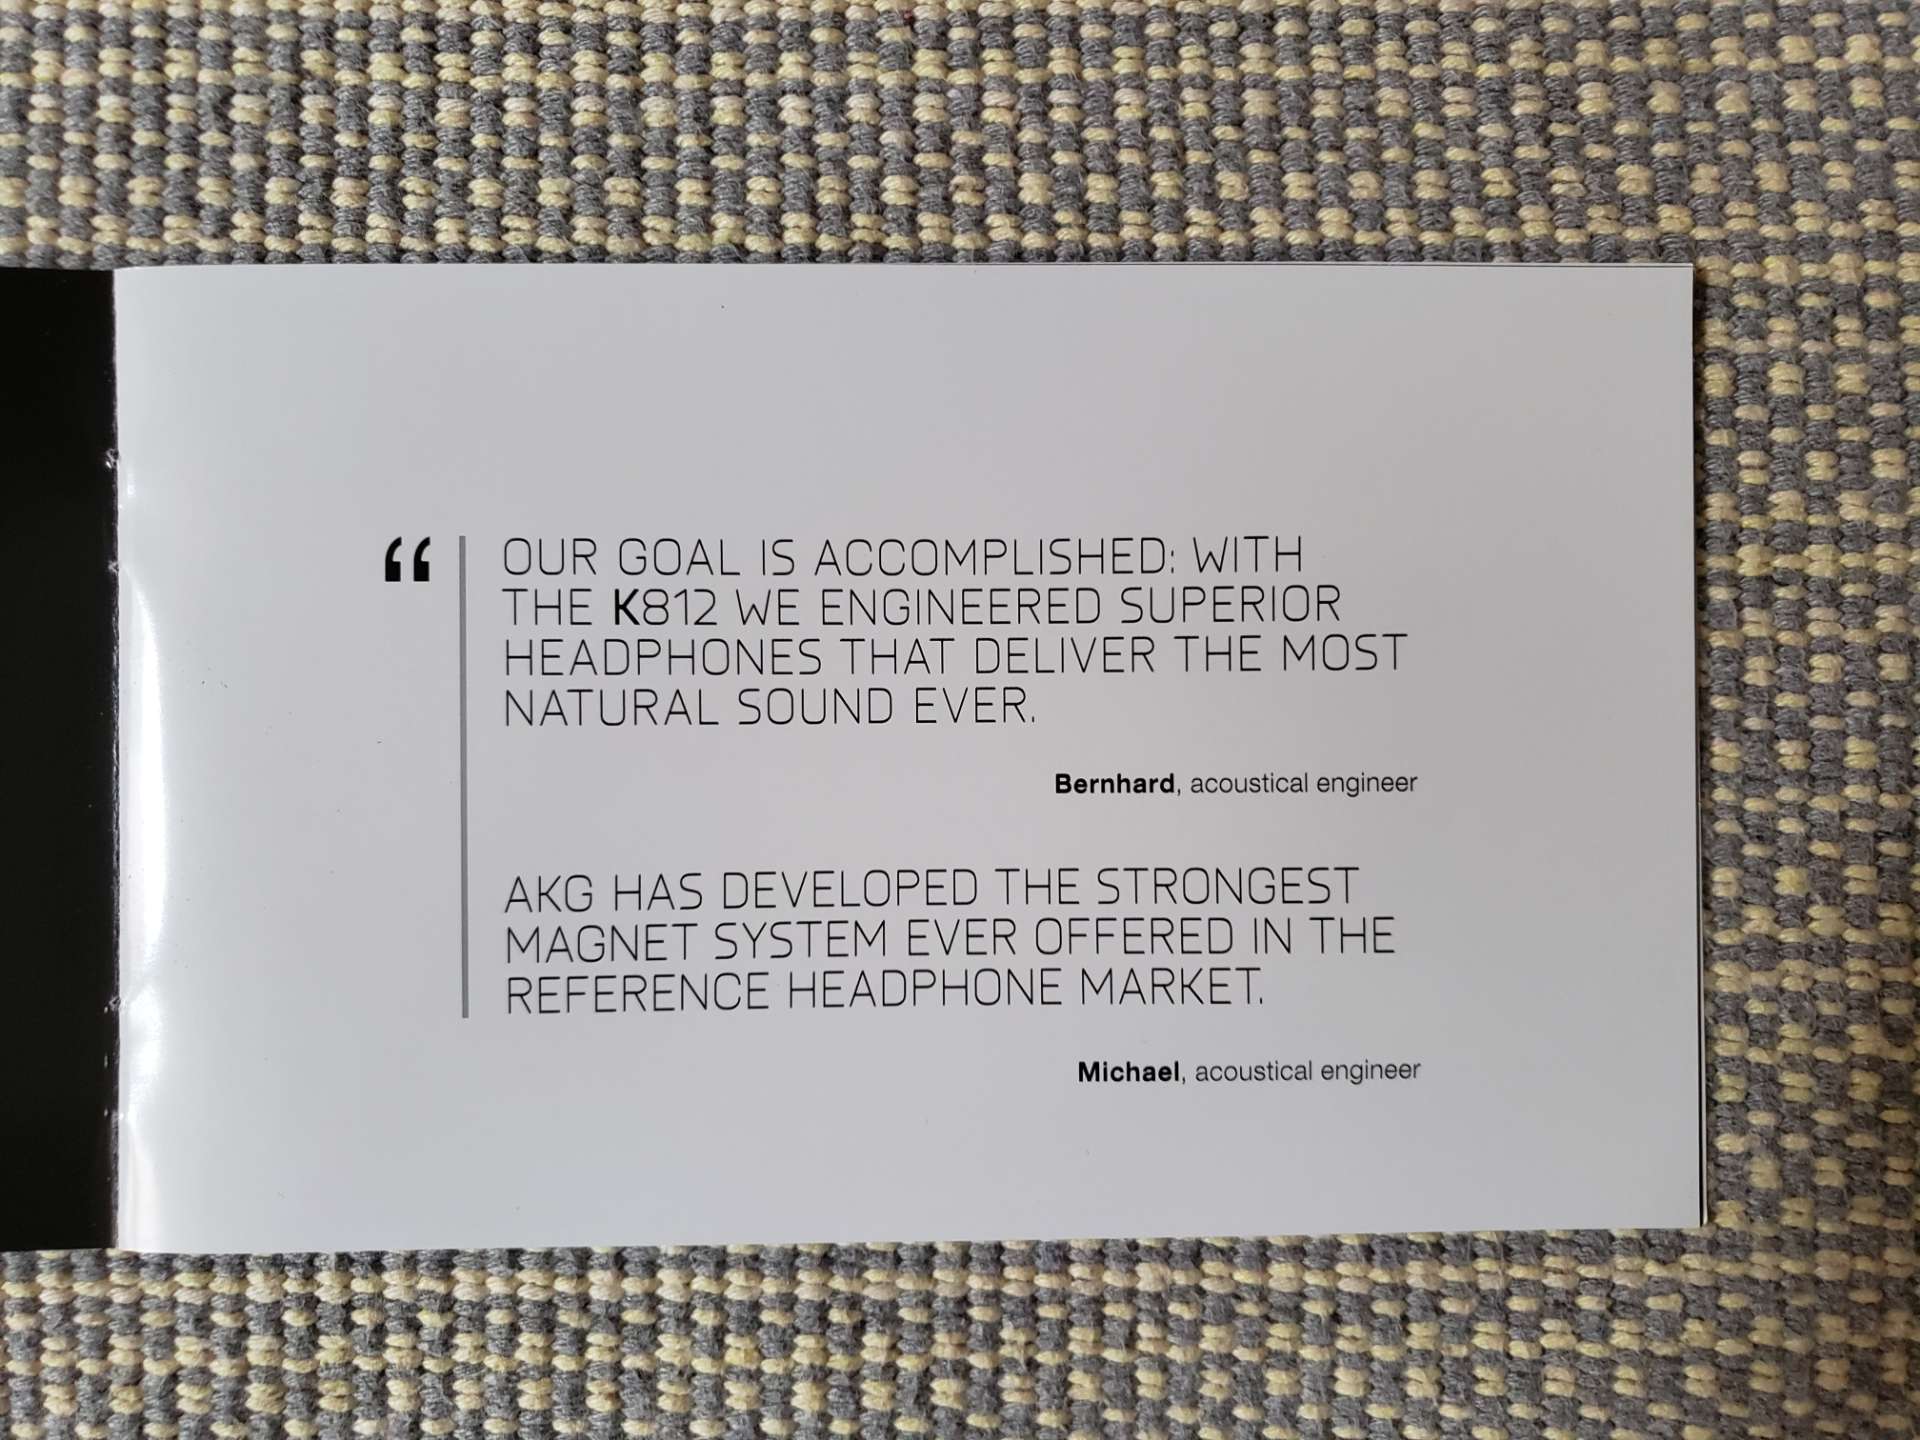 “
OUR GOAL IS ACCOMPLISHED: WITH
THE K812 WE ENGINEERED SUPERIOR
HEADPHONES THAT DELIVER THE MOST
NATURAL SOUND EVER.
Bernhard, acoustical engineer
AKG HAS DEVELOPED THE STRONGEST
MAGNET SYSTEM EVER OFFERED IN THE
REFERENCE HEADPHONE MARKET.
Michael, acoustical engineer